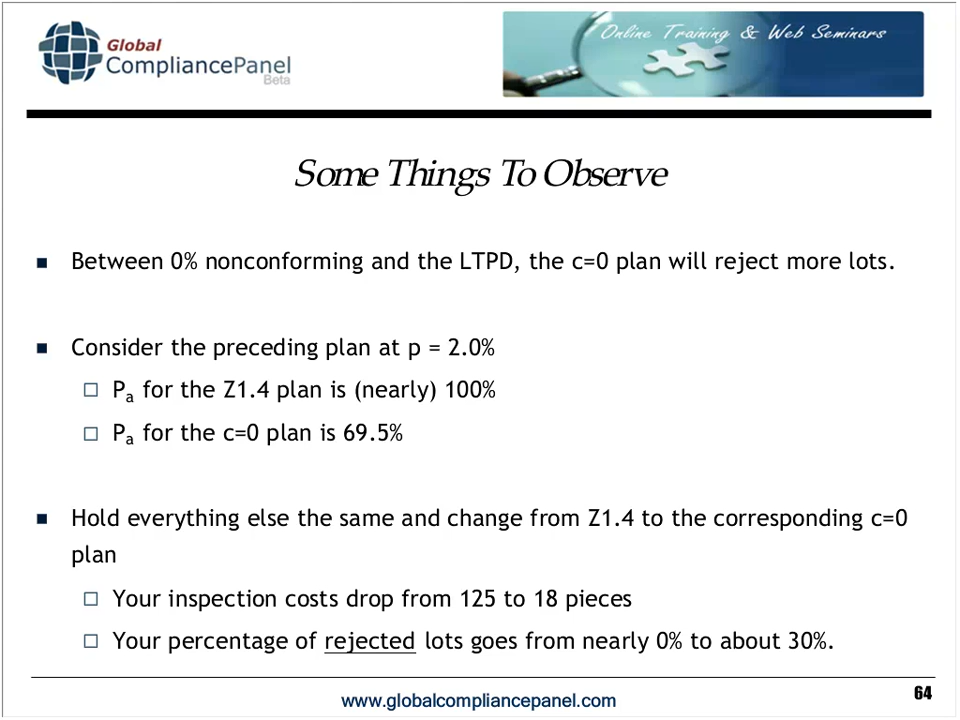 Global
CompliancePanel
Beta
Online Training & Web Seminars
Some Things To Observe
Between 0% nonconforming and the LTPD, the c=0 plan will reject more lots.
Consider the preceding plan at p = 2.0%
Pa for the Z1.4 plan is (nearly) 100%
Pa for the c=0 plan is 69.5%
Hold everything else the same and change from Z1.4 to the corresponding c=0
plan
Your inspection costs drop from 125 to 18 pieces
Your percentage of rejected lots goes from nearly 0% to about 30%.
www.globalcompliancepanel.com
64